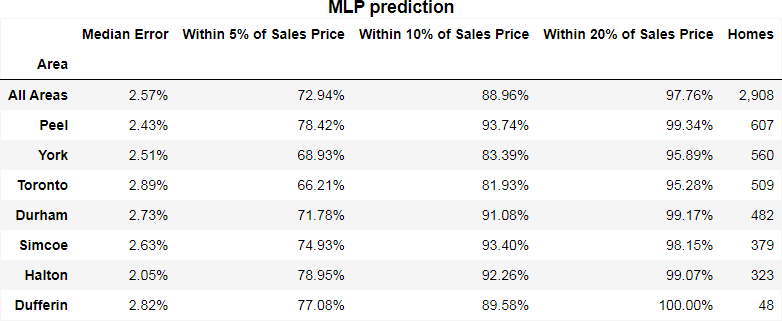 MLP prediction
Median Error Within 5% of Sales Price Within 10% of Sales Price Within 20% of Sales Price Homes
Area
All Areas 2.57% 72.94% 88.96% 97.76% 2,908
Peel 2.43% 78.42% 93.74% 99.34% 607
York 2.51% 68.93% 83.39% 95.89% 560
Toronto 2.89% 66.21% 81.93% 95.28% 509
Durham 2.73% 71.78% 91.08% 99.17% 482
Simcoe 2.63% 74.93% 93.40% 98.15% 379
Halton 2.05% 78.95% 92.26% 99.07% 323
Dufferin 2.82% 77.08% 89.58% 100.00% 48